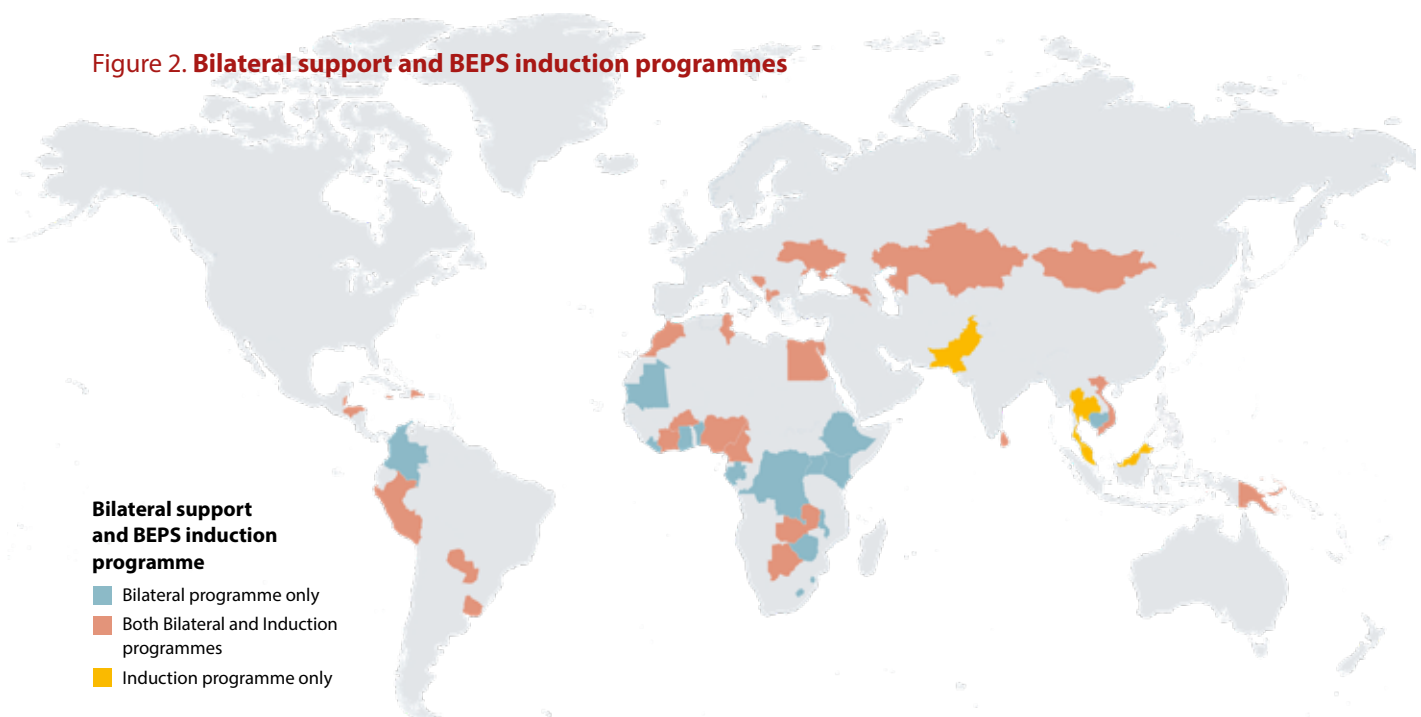 Figure 2. Bilateral support and BEPS induction programmes
Bilateral support
and BEPS induction
programme
Bilateral programme only
Both Bilateral and Induction
programmes
Induction programme only